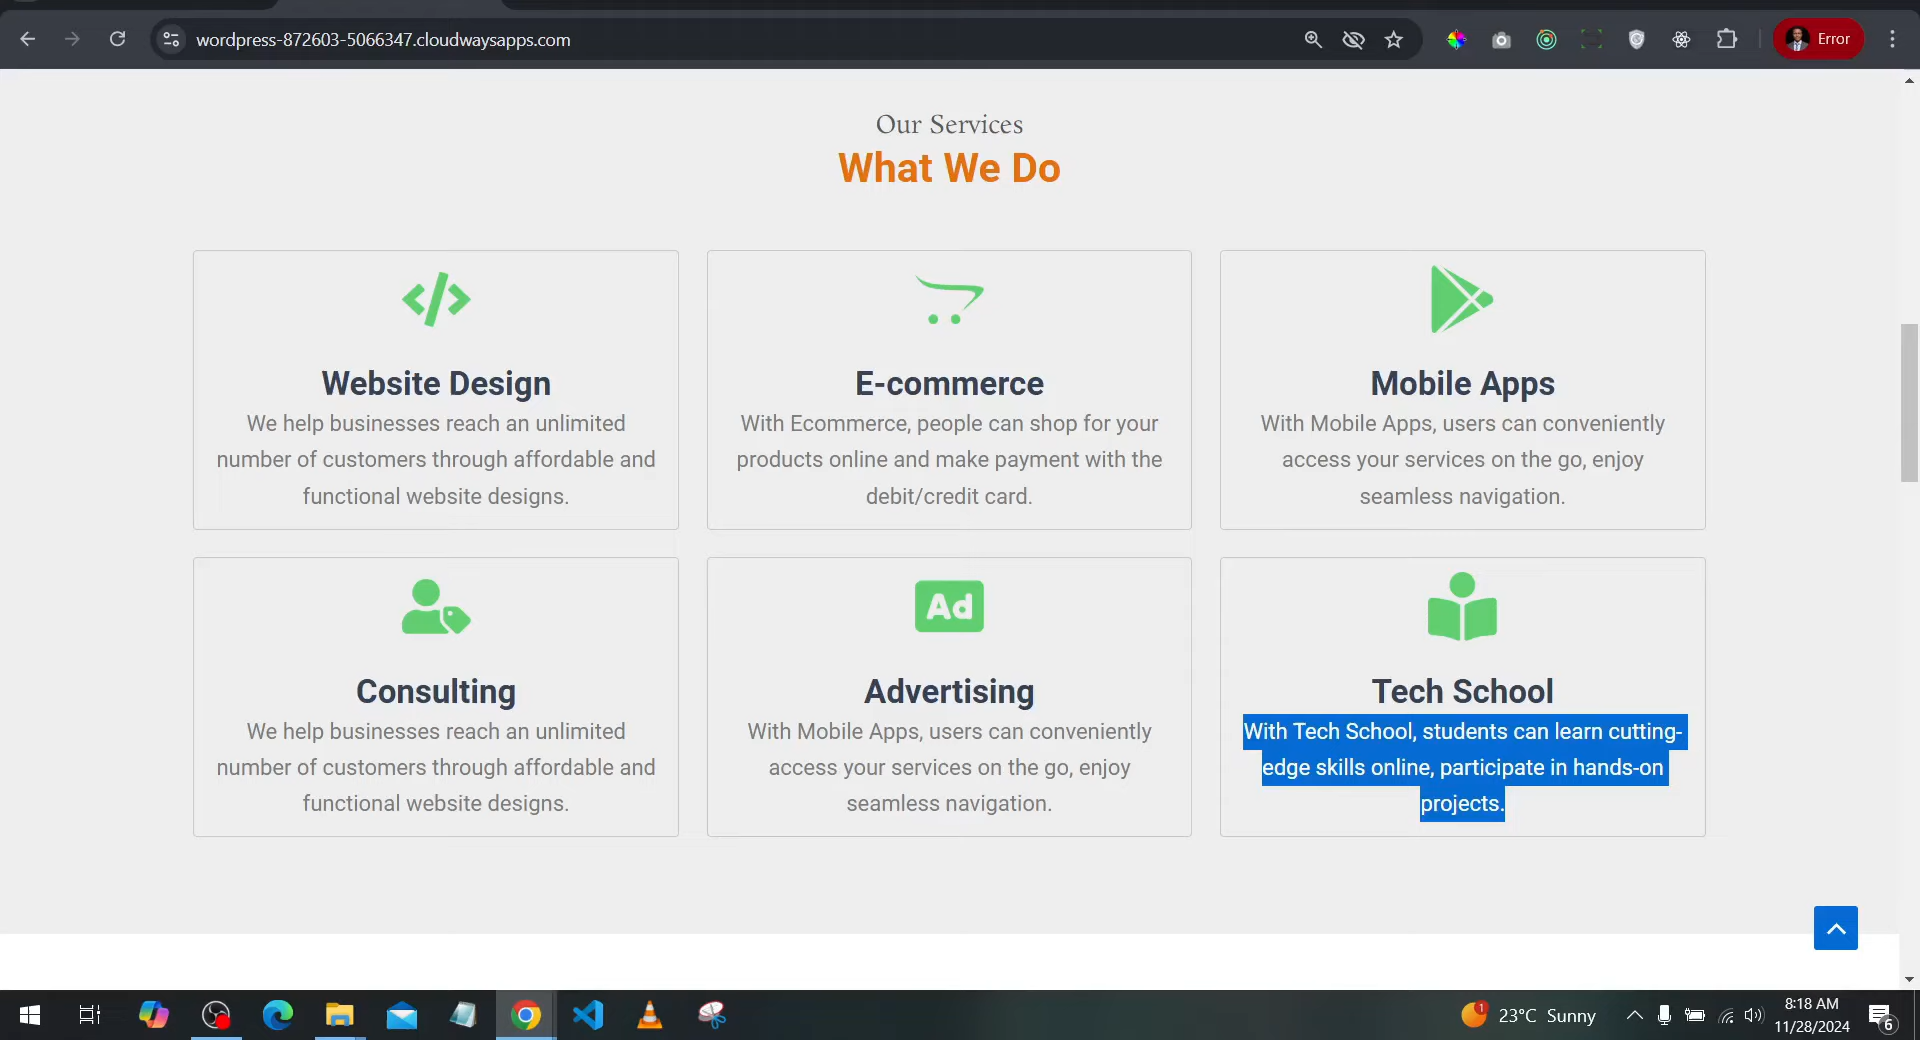 wordpress-872603-5066347.cloudwaysapps.com
Error
Our Services
What We Do
Website Design
We help businesses reach an unlimited
number of customers through affordable and
functional website designs.
E-commerce
With Ecommerce, people can shop for your
products online and make payment with the
debit/credit card.
Mobile Apps
With Mobile Apps, users can conveniently
access your services on the go, enjoy
seamless navigation.
Consulting
We help businesses reach an unlimited
number of customers through affordable and
functional website designs.
Ad
Advertising
With Mobile Apps, users can conveniently
access your services on the go, enjoy
seamless navigation.
Tech School
With Tech School, students can learn cutting-
edge skills online, participate in hands-on
projects.
1
23°C Sunny
8:18 AM
11/28/2024
6